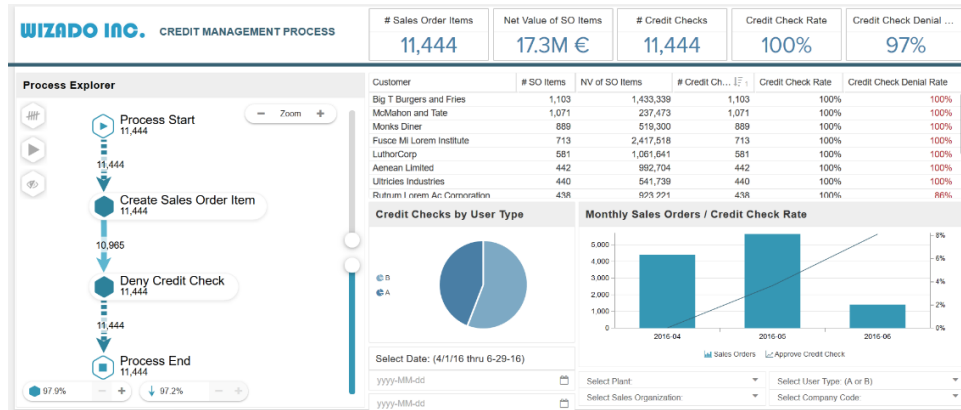 WIZADO INC. CREDIT MANAGEMENT PROCESS
# Sales Order Items
11,444
Net Value of SO Items
17.3M €
# Credit Checks
11,444
Credit Check Rate
100%
Credit Check Denial ...
97%
Process Explorer
Zoom
Process Start
11,444
11,444
Create Sales Order Item
11,444
10,965
Deny Credit Check
11,444
11,444
Process End
11,444
97.9% − +
97.2% − +
Customer # SO Items NV of SO Items # Credit Ch... 1 Credit Check Rate Credit Check Denial Rate
Big T Burgers and Fries 1,103 1,433,339 1,103 100% 100%
McMahon and Tate 1,071 237,473 1,071 100% 100%
Monks Diner 889 519,300 889 100% 100%
Fusce Mi Lorem Institute 713 2,417,518 713 100% 100%
LuthorCorp 581 1,061,641 581 100% 100%
Aenean Limited 442 992,704 442 100% 100%
Ultricies Industries 440 541,739 440 100% 100%
Rutrum Lorem Ac Corporation 438 923,221 438 100% 86%
Credit Checks by User Type
B
A
Select Date: (4/1/16 thru 6-29-16)
yyyy-MM-dd
yyyy-MM-dd
Monthly Sales Orders / Credit Check Rate
5,000
4,000
3,000
2,000
1,000
0
8%
6%
4%
2%
0%
2016-04 2016-05 2016-06
Sales Orders Approve Credit Check
Select Plant: Select User Type: (A or B)
Select Sales Organization: Select Company Code: